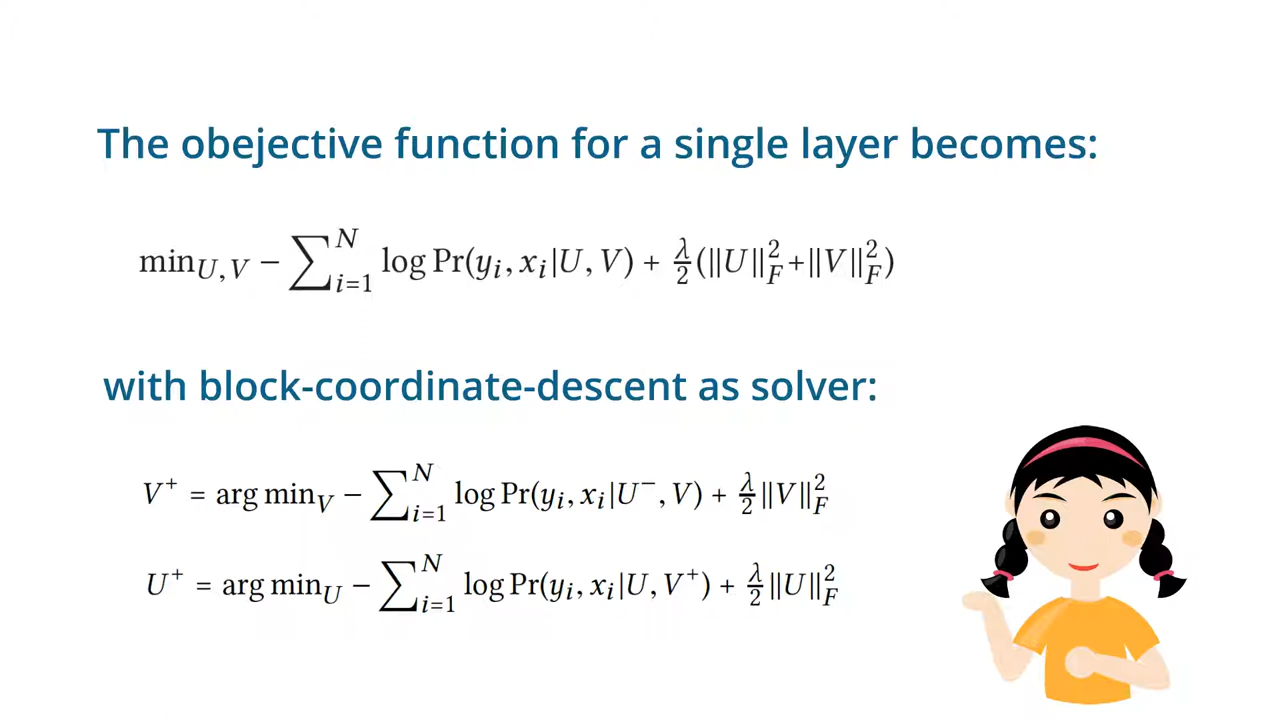 The obejective function for a single layer becomes:
min_{U,V} − ∑_{i=1}^{N} log Pr(y_i, x_i|U, V) + λ/2(‖U‖_F^2+‖V‖_F^2)
with block-coordinate-descent as solver:
V^+ = arg min_V − ∑_{i=1}^{N} log Pr(y_i, x_i|U^−, V) + λ/2‖V‖_F^2
U^+ = arg min_U − ∑_{i=1}^{N} log Pr(y_i, x_i|U, V^+) + λ/2‖U‖_F^2